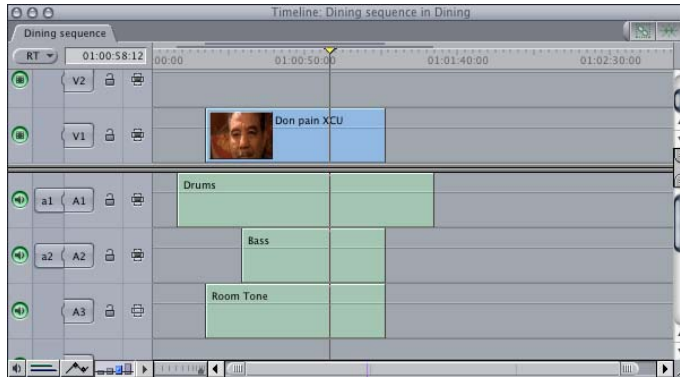 Timeline: Dining sequence in Dining
Dining sequence
RT
01:00:58:12
00:00
01:00:50:00
01:01:40:00
01:02:30:00
V2
V1
Don pain XCU
a1
A1
Drums
a2
A2
Bass
A3
Room Tone